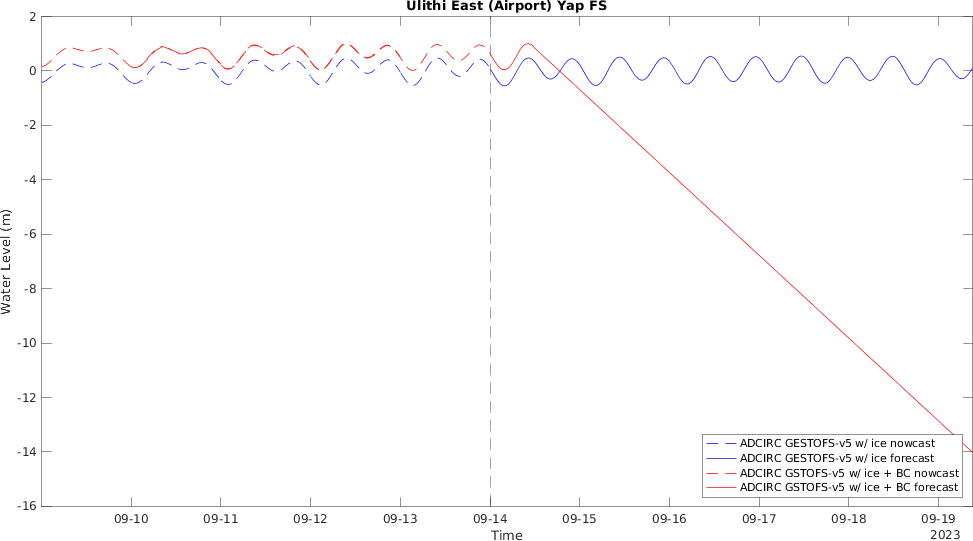 Ulithi East (Airport) Yap FS
2
0
-2
-4
-6
-8
-10
-12
-14
-16
Water Level (m)
ADCIRC GESTOFS-v5 w/ ice nowcast
ADCIRC GESTOFS-v5 w/ ice forecast
ADCIRC GSTOFS-v5 w/ ice + BC nowcast
ADCIRC GSTOFS-v5 w/ ice + BC forecast
09-10 09-11 09-12 09-13 09-14 09-15 09-16 09-17 09-18 09-19
Time
2023